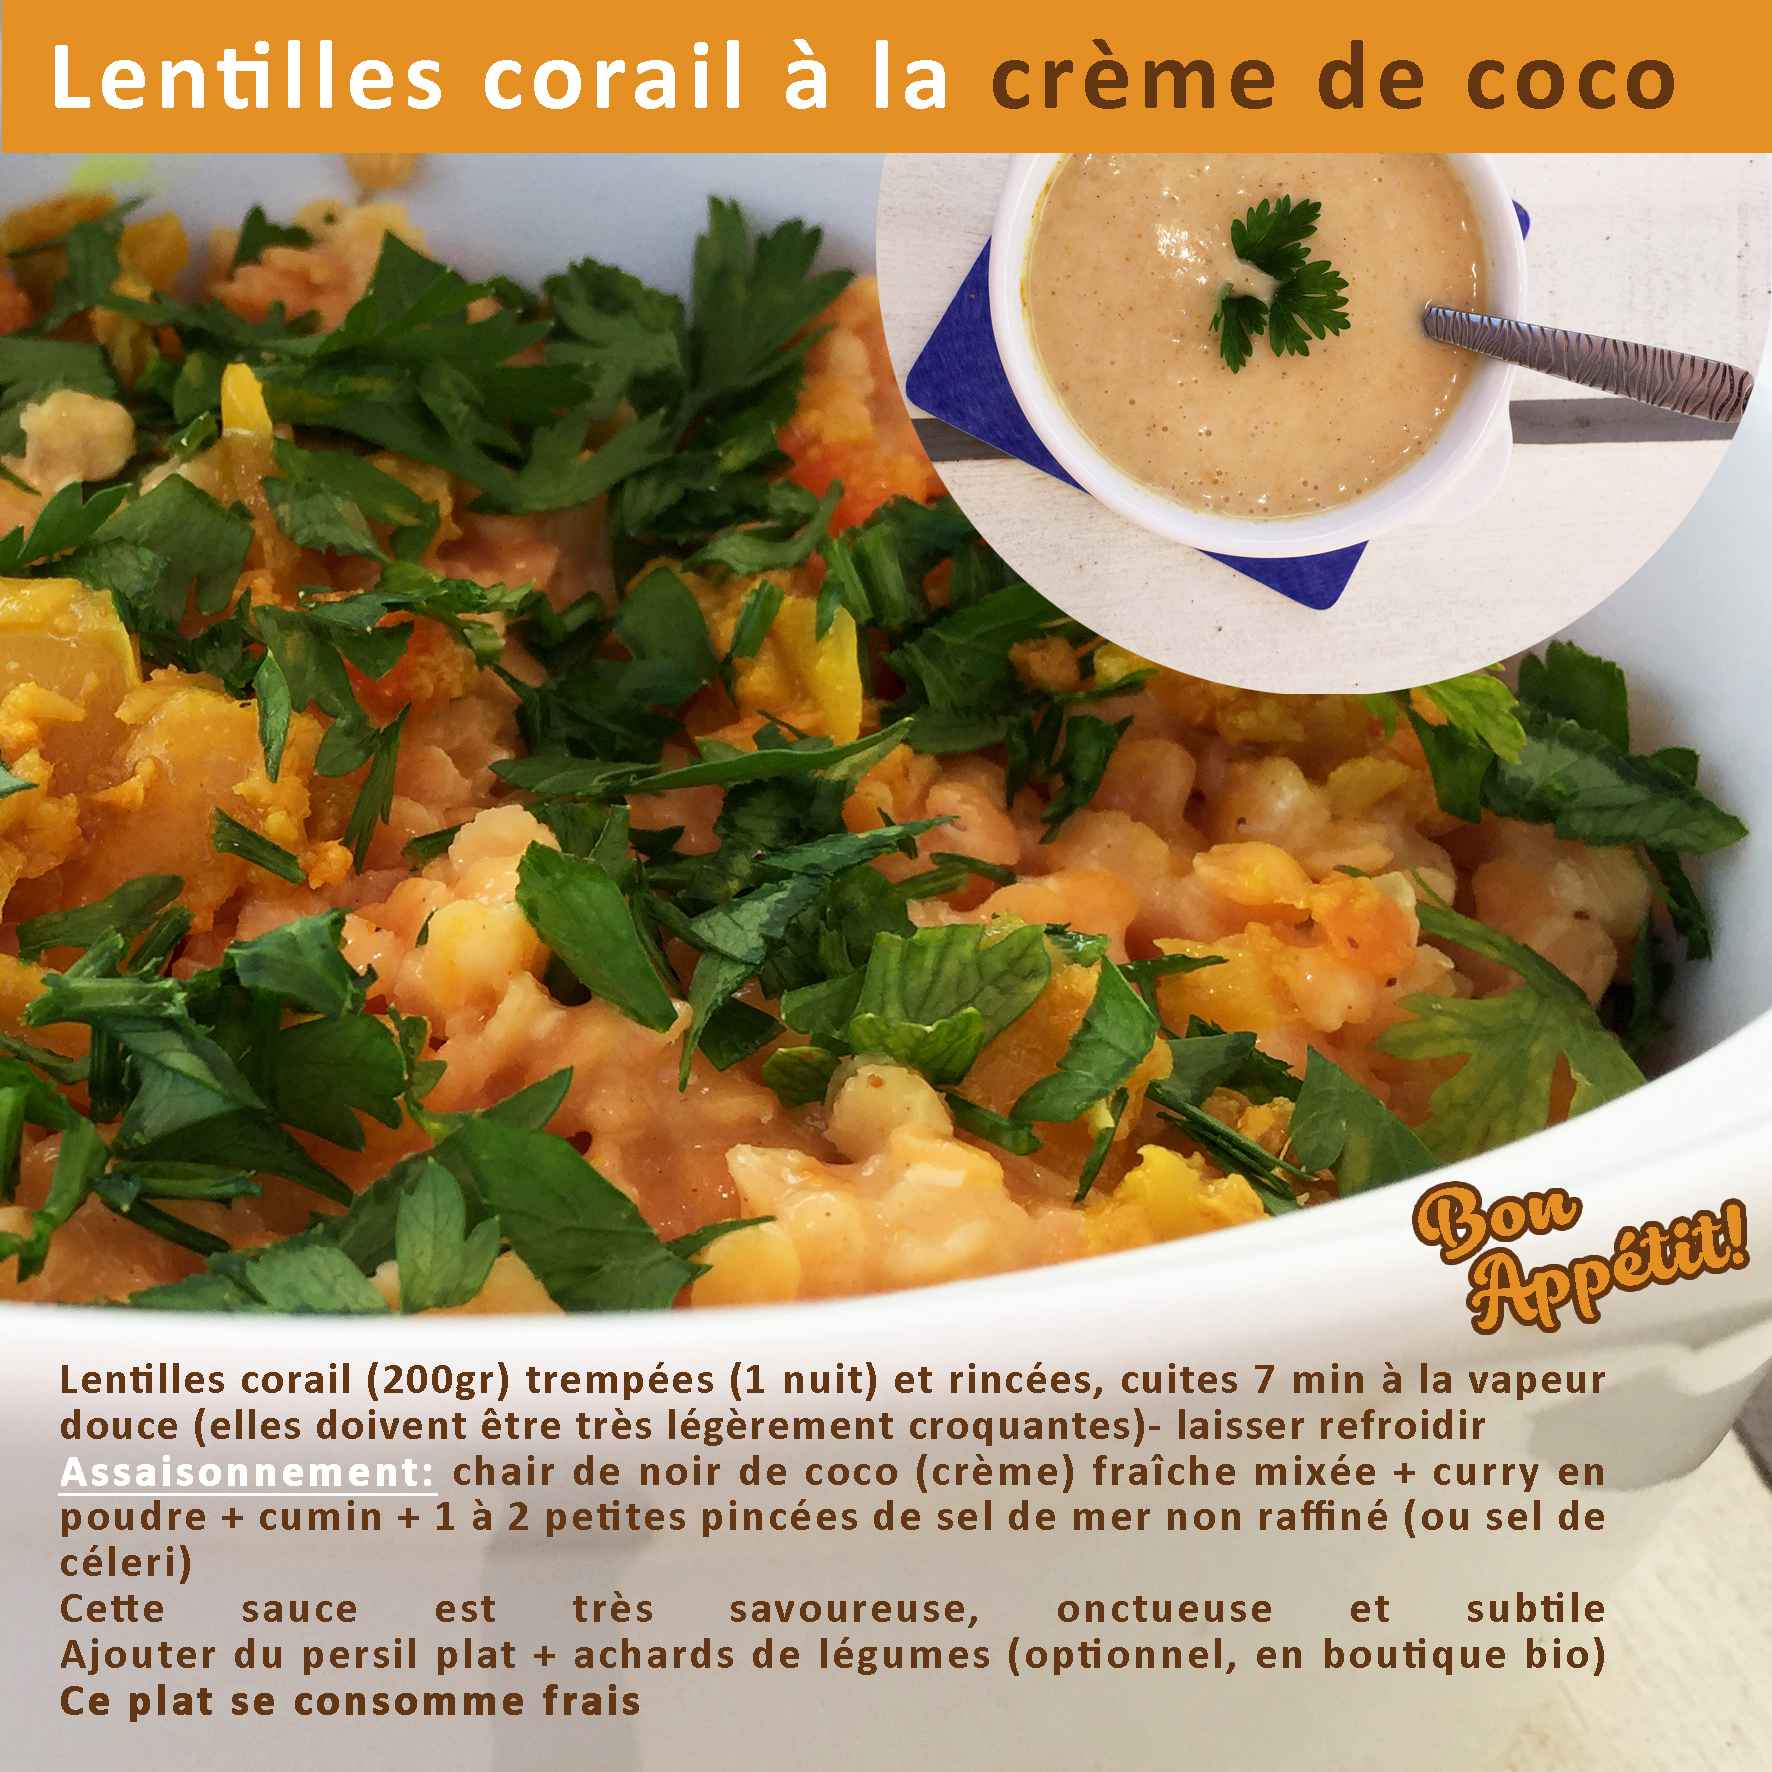 Lentilles corail à la crème de coco
Bon
Appétit!
Lentilles corail (200gr) trempées (1 nuit) et rincées, cuites 7 min à la vapeur
douce (elles doivent être très légèrement croquantes)- laisser refroidir
Assaisonnement: chair de noir de coco (crème) fraîche mixée + curry en
poudre + cumin + 1 à 2 petites pincées de sel de mer non raffiné (ou sel de
céleri)
Cette sauce est très savoureuse, onctueuse et subtile
Ajouter du persil plat + achards de légumes (optionnel, en boutique bio)
Ce plat se consomme frais